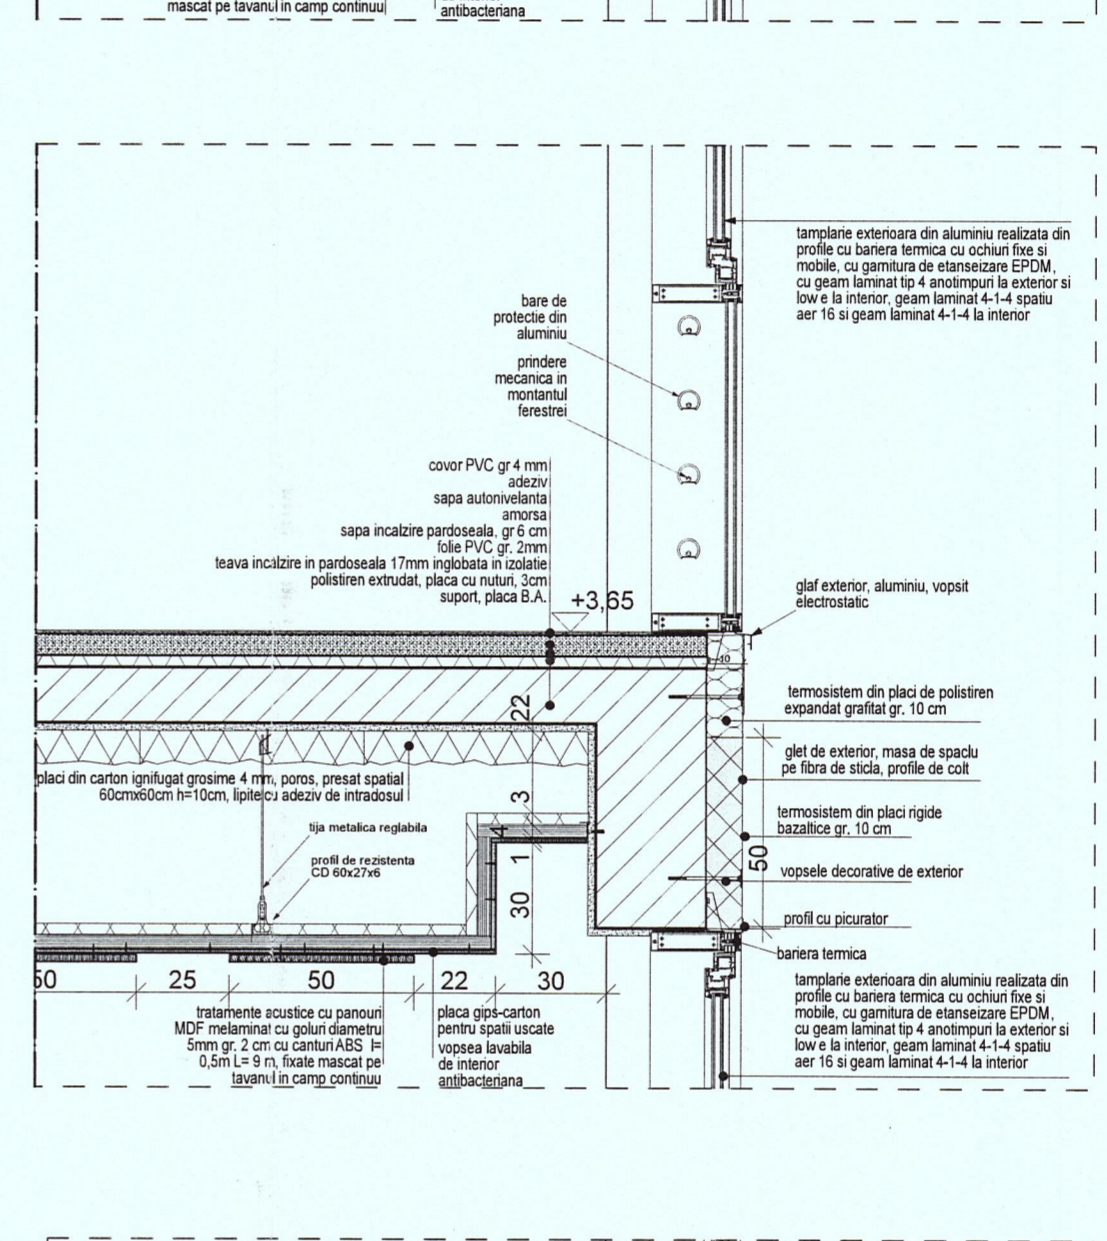 mascat pe tavanul in camp continuu
antibacteriana
tamplarie exterioara din aluminiu realizata din
profile cu bariera termica cu ochiuri fixe si
mobile, cu garnitura de etanseizare EPDM,
cu geam laminat tip 4 anotimpuri la exterior si
low e la interior, geam laminat 4-1-4 spatiu
aer 16 si geam laminat 4-1-4 la interior
bare de
protectie din
aluminiu
prindere
mecanica in
montantul
ferestrei
covor PVC gr 4 mm
adeziv
sapa autonivelanta
amorsa
sapa incalzire pardoseala, gr 6 cm
folie PVC gr. 2mm
teava incalzire in pardoseala 17mm inglobata in izolatie
polistiren extrudat, placa cu nuturi, 3cm
suport, placa B.A.
+3,65
glaf exterior, aluminiu, vopsit
electrostatic
10
termosistem din placi de polistiren
expandat grafitat gr. 10 cm
22
glet de exterior, masa de spaclu
pe fibra de sticla, profile de colt
placi din carton ignifugat grosime 4 mm, poros, presat spatial
60cmx60cm h=10cm, lipite cu adeziv de intradosul
3
termosistem din placi rigide
bazaltice gr. 10 cm
tija metalica reglabila
4
1
50
profil de rezistenta
CD 60x27x6
vopsele decorative de exterior
30
profil cu picurator
bariera termica
50
25
50
22
30
tratamente acustice cu panouri
MDF melaminat cu goluri diametru
5mm gr. 2 cm cu canturi ABS l=
0,5m L= 9 m, fixate mascat pe
tavanul in camp continuu
placa gips-carton
pentru spatii uscate
vopsea lavabila
de interior
antibacteriana
tamplarie exterioara din aluminiu realizata din
profile cu bariera termica cu ochiuri fixe si
mobile, cu garnitura de etanseizare EPDM,
cu geam laminat tip 4 anotimpuri la exterior si
low e la interior, geam laminat 4-1-4 spatiu
aer 16 si geam laminat 4-1-4 la interior